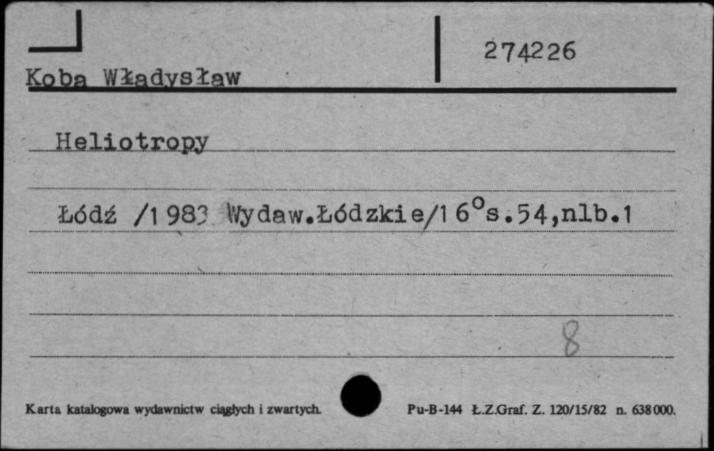 274226
Koba Władysław
Heliotropy
Łódź /1983 Wydaw.Łódzkie/16⁰s.54,nlb.1
8
Karta katalogowa wydawnictw ciągłych i zwartych.
Pu-B-144 Ł.Z.Graf. Z. 120/15/82 n. 638000.